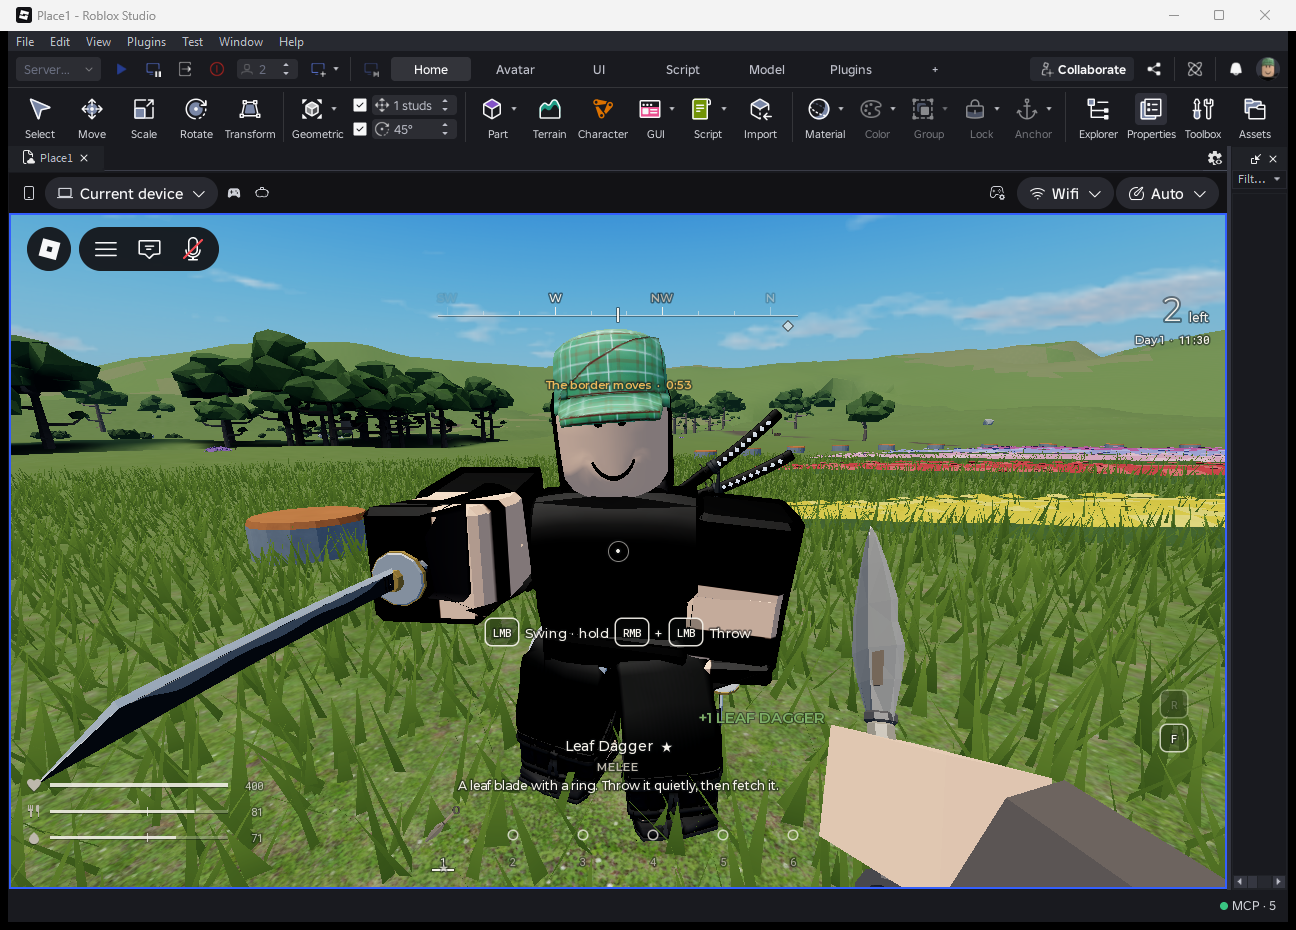 Place1 - Roblox Studio
File Edit View Plugins Test Window Help
Server... 2 Home Avatar UI Script Model Plugins + Collaborate
1 studs
45°
Select Move Scale Rotate Transform Geometric Part Terrain Character GUI Script Import Material Color Group Lock Anchor Explorer Properties Toolbox Assets
Place1
Filt...
Current device Wifi Auto
SW W NW N
2 left
Day 1 · 11:30
The border moves · 0:53
LMB Swing · hold RMB + LMB Throw
R
+1 LEAF DAGGER
F
Leaf Dagger ★
MELEE
A leaf blade with a ring. Throw it quietly, then fetch it.
400
81
71
1 2 3 4 5 6
MCP · 5